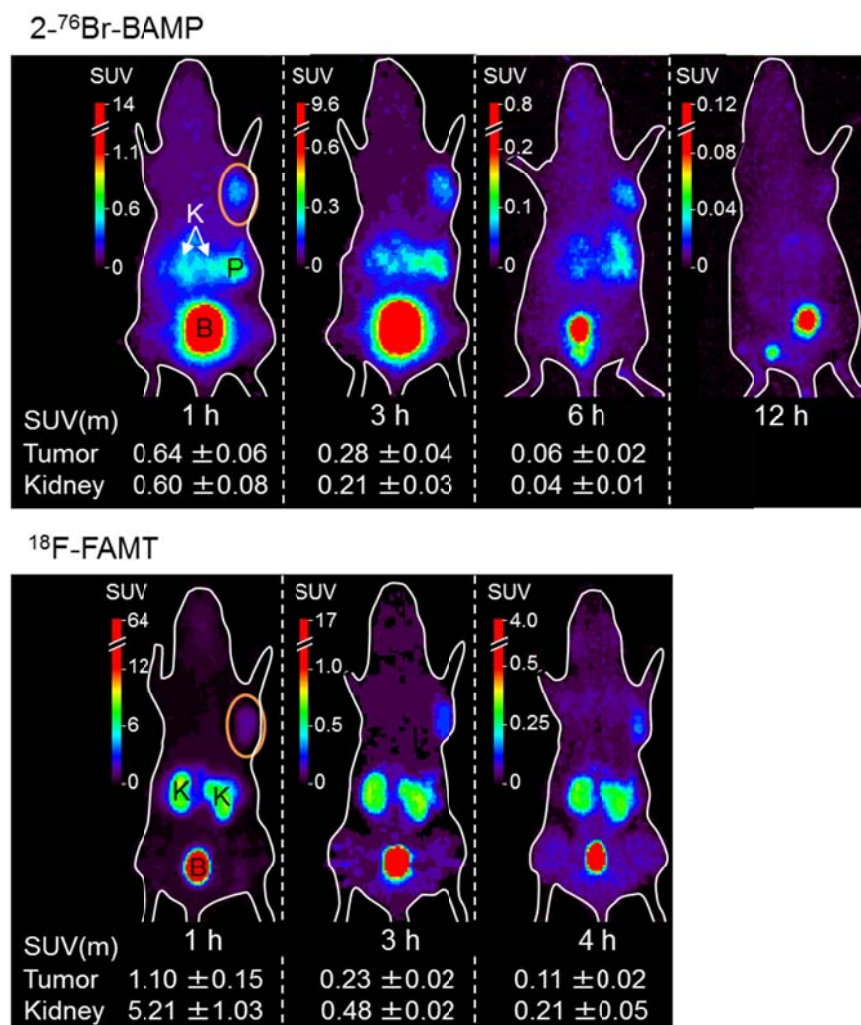 2-⁷⁶Br-BAMP
SUV SUV SUV SUV
14 9.6 0.8 0.12
1.1 0.6 0.2 0.08
0.6 0.3 0.1 0.04
0 0 0 0
K
P
B
1 h 3 h 6 h 12 h
SUV(m)
Tumor 0.64 ±0.06 0.28 ±0.04 0.06 ±0.02
Kidney 0.60 ±0.08 0.21 ±0.03 0.04 ±0.01
¹⁸F-FAMT
SUV SUV SUV
64 17 4.0
12 1.0 0.5
6 0.5 0.25
0 0 0
K K
B
1 h 3 h 4 h
SUV(m)
Tumor 1.10 ±0.15 0.23 ±0.02 0.11 ±0.02
Kidney 5.21 ±1.03 0.48 ±0.02 0.21 ±0.05